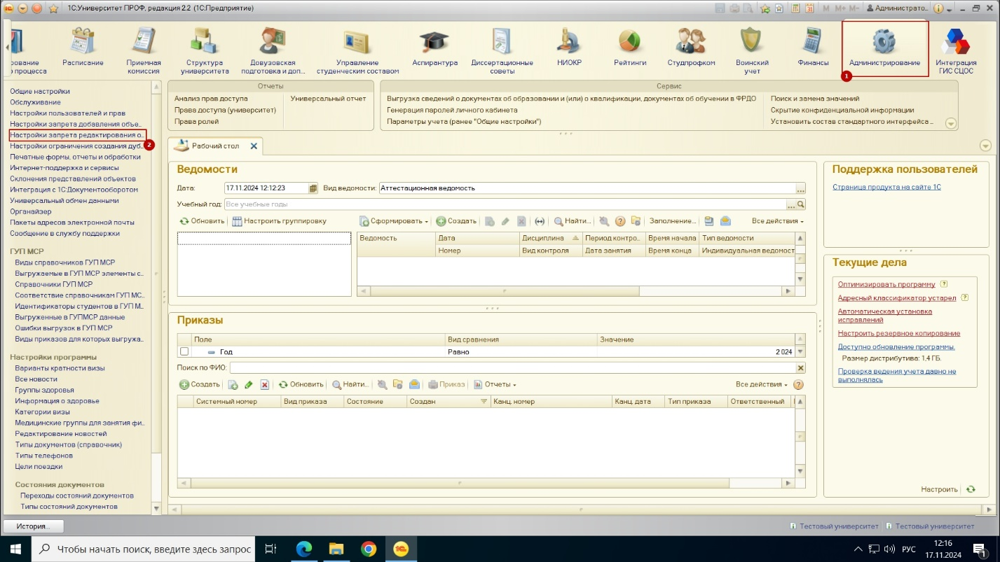 1С:Университет ПРОФ, редакция 2.2 (1С:Предприятие)
M M+ M-
Администрато...
...рование
...о процесса
Расписание
Приемная
комиссия
Структура
университета
Довузовская
подготовка и доп...
Управление
студенческим составом
Аспирантура
Диссертационные
советы
НИОКР
Рейтинги
Студпрофком
Воинский
учет
Финансы
Администрирование
1
Интеграция
ГИС СЦОС
Общие настройки
Обслуживание
Настройки пользователей и прав
Настройки запрета добавления объе...
Настройки запрета редактирования о...
2
Настройки ограничения создания дуб...
Печатные формы, отчеты и обработки
Интернет-поддержка и сервисы
Склонения представлений объектов
Интеграция с 1С:Документооборотом
Универсальный обмен данными
Органайзер
Пакеты адресов электронной почты
Сообщение в службу поддержки
ГУП МСР
Виды справочников ГУП МСР
Выгружаемые в ГУП МСР элементы с...
Справочники ГУП МСР
Соответствие справочникам ГУП МС...
Идентификаторы студентов в ГУП М...
Выгруженные в ГУПМСР данные
Ошибки выгрузок в ГУП МСР
Виды приказов для которых выгружа...
Настройки программы
Варианты кратности визы
Все новости
Группы здоровья
Информация о здоровье
Категории визы
Медицинские группы для занятия фи...
Редактирование новостей
Типы документов (справочник)
Типы телефонов
Цели поездки
Состояния документов
Переходы состояний документов
Типы состояний документов
Отчеты
Анализ прав доступа
Права доступа (университет)
Права ролей
Универсальный отчет
Сервис
Выгрузка сведений о документах об образовании и (или) о квалификации, документах об обучении в ФРДО
Генерация паролей личного кабинета
Параметры учета (ранее "Общие настройки")
Поиск и замена значений
Скрытие конфиденциальной информации
Установить состав стандартного интерфейса ...
Рабочий стол
Ведомости
Дата: 17.11.2024 12:12:23 Вид ведомости: Аттестационная ведомость
Учебный год: Все учебные годы
Обновить Настроить группировку
Сформировать Создать Найти... Заполнение... Все действия
Ведомость Дата Дисциплина Период контро... Время начала Тип ведомости
Номер Вид контроля Дата занятия Время конца Индивидуальная ведомост
Приказы
Поле Вид сравнения Значение
Год Равно 2 024
Поиск по ФИО:
Создать Обновить Найти... Приказ Отчеты Все действия
Системный номер Вид приказа Состояние Создан Канц. номер Канц. дата Тип приказа Ответственный
Поддержка пользователей
Страница продукта на сайте 1С
Текущие дела
Оптимизировать программу ?
Адресный классификатор устарел ?
Автоматическая установка
исправлений
Настроить резервное копирование
Доступно обновление программы.
Размер дистрибутива: 1,4 ГБ.
Проверка ведения учета давно не
выполнялась
Настроить
История...
Тестовый университет Тестовый университет
Чтобы начать поиск, введите здесь запрос
РУС
12:16
17.11.2024
1